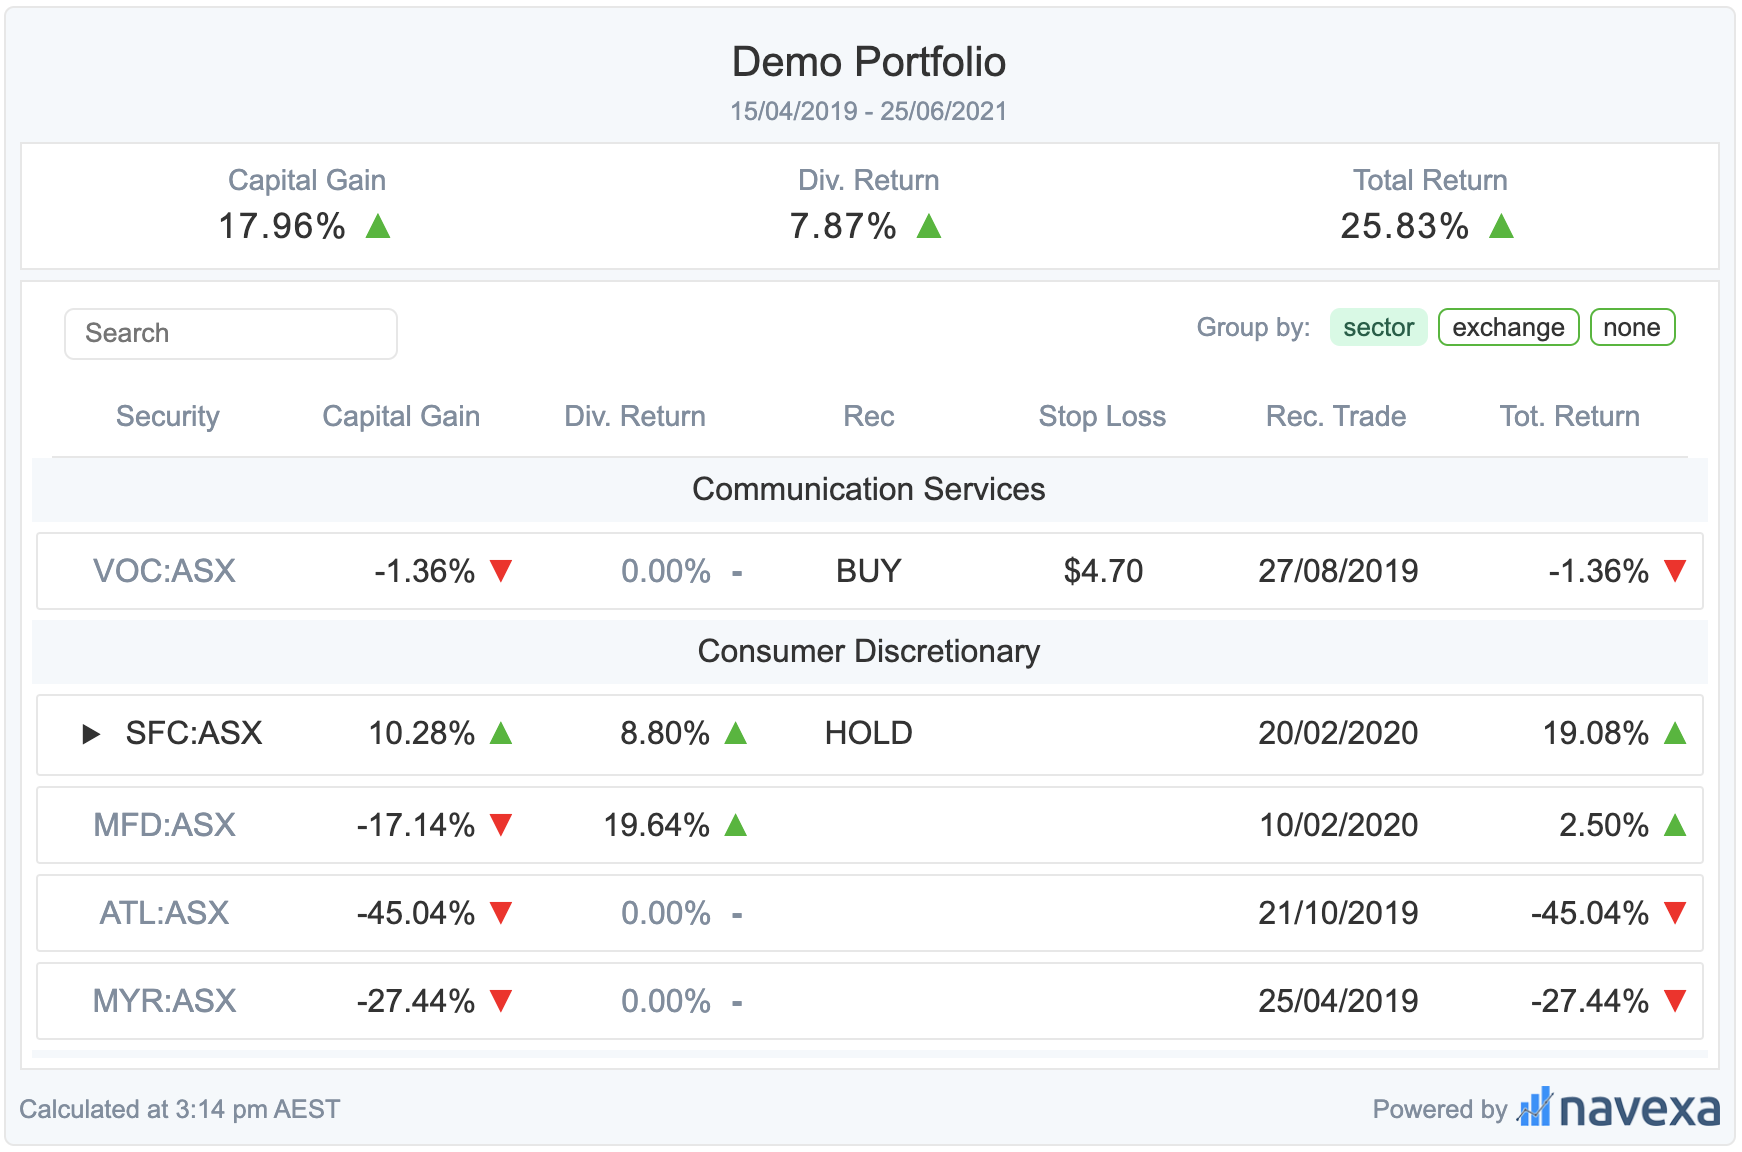 Demo Portfolio
15/04/2019 - 25/06/2021
Capital Gain Div. Return Total Return
17.96% ▲ 7.87% ▲ 25.83% ▲
Search Group by: sector exchange none
Security Capital Gain Div. Return Rec Stop Loss Rec. Trade Tot. Return
Communication Services
VOC:ASX -1.36% ▼ 0.00% - BUY $4.70 27/08/2019 -1.36% ▼
Consumer Discretionary
▶ SFC:ASX 10.28% ▲ 8.80% ▲ HOLD 20/02/2020 19.08% ▲
MFD:ASX -17.14% ▼ 19.64% ▲ 10/02/2020 2.50% ▲
ATL:ASX -45.04% ▼ 0.00% - 21/10/2019 -45.04% ▼
MYR:ASX -27.44% ▼ 0.00% - 25/04/2019 -27.44% ▼
Calculated at 3:14 pm AEST Powered by navexa